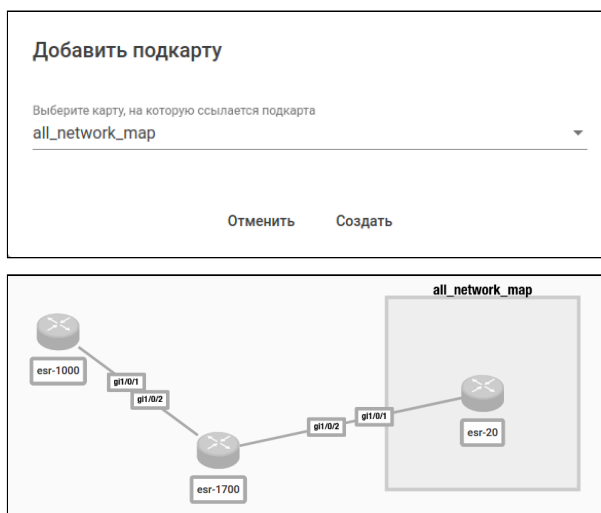 Добавить подкарту
Выберите карту, на которую ссылается подкарта
all_network_map
Отменить Создать
all_network_map
esr-1000
gi1/0/1
gi1/0/2
gi1/0/1
gi1/0/2
esr-20
esr-1700